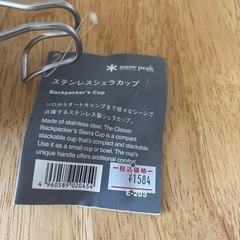 snow peak
ステンレスシェラカップ
Backpacker's Cup
ソロからオートキャンプまで様々なシーンで
活躍するステンレス製シェラカップ。
Made of stainless steel. The Classic
Backpacker's Sierra Cup is a compact
stackable cup that's compact and stackable.
Use it as a small cup or bowl. The cup's
unique handle offers additional comfort.
税込価格
¥1584
4 960589 020454
E-203